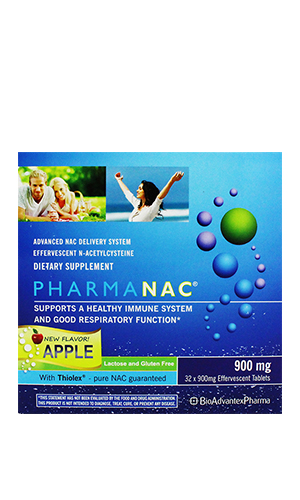 ADVANCED NAC DELIVERY SYSTEM
EFFERVESCENT N-ACETYLCYSTEINE
DIETARY SUPPLEMENT
PHARMANAC®
SUPPORTS A HEALTHY IMMUNE SYSTEM
AND GOOD RESPIRATORY FUNCTION*
NEW FLAVOR!
APPLE
Lactose and Gluten Free
900 mg
With Thiolex® - pure NAC guaranteed
32 x 900mg Effervescent Tablets
*THIS STATEMENT HAS NOT BEEN EVALUATED BY THE FOOD AND DRUG ADMINISTRATION.
THIS PRODUCT IS NOT INTENDED TO DIAGNOSE, TREAT, CURE, OR PREVENT ANY DISEASE.
BioAdvantexPharma